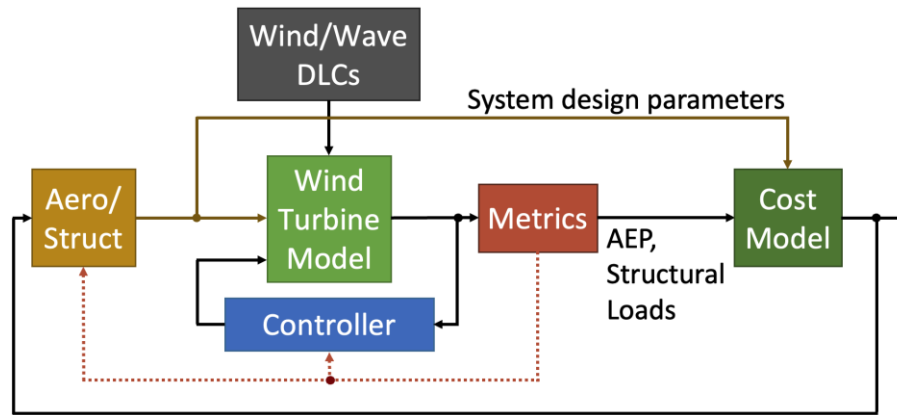 Wind/Wave
DLCs
System design parameters
Aero/
Struct
Wind
Turbine
Model
Metrics
Cost
Model
AEP,
Structural
Loads
Controller